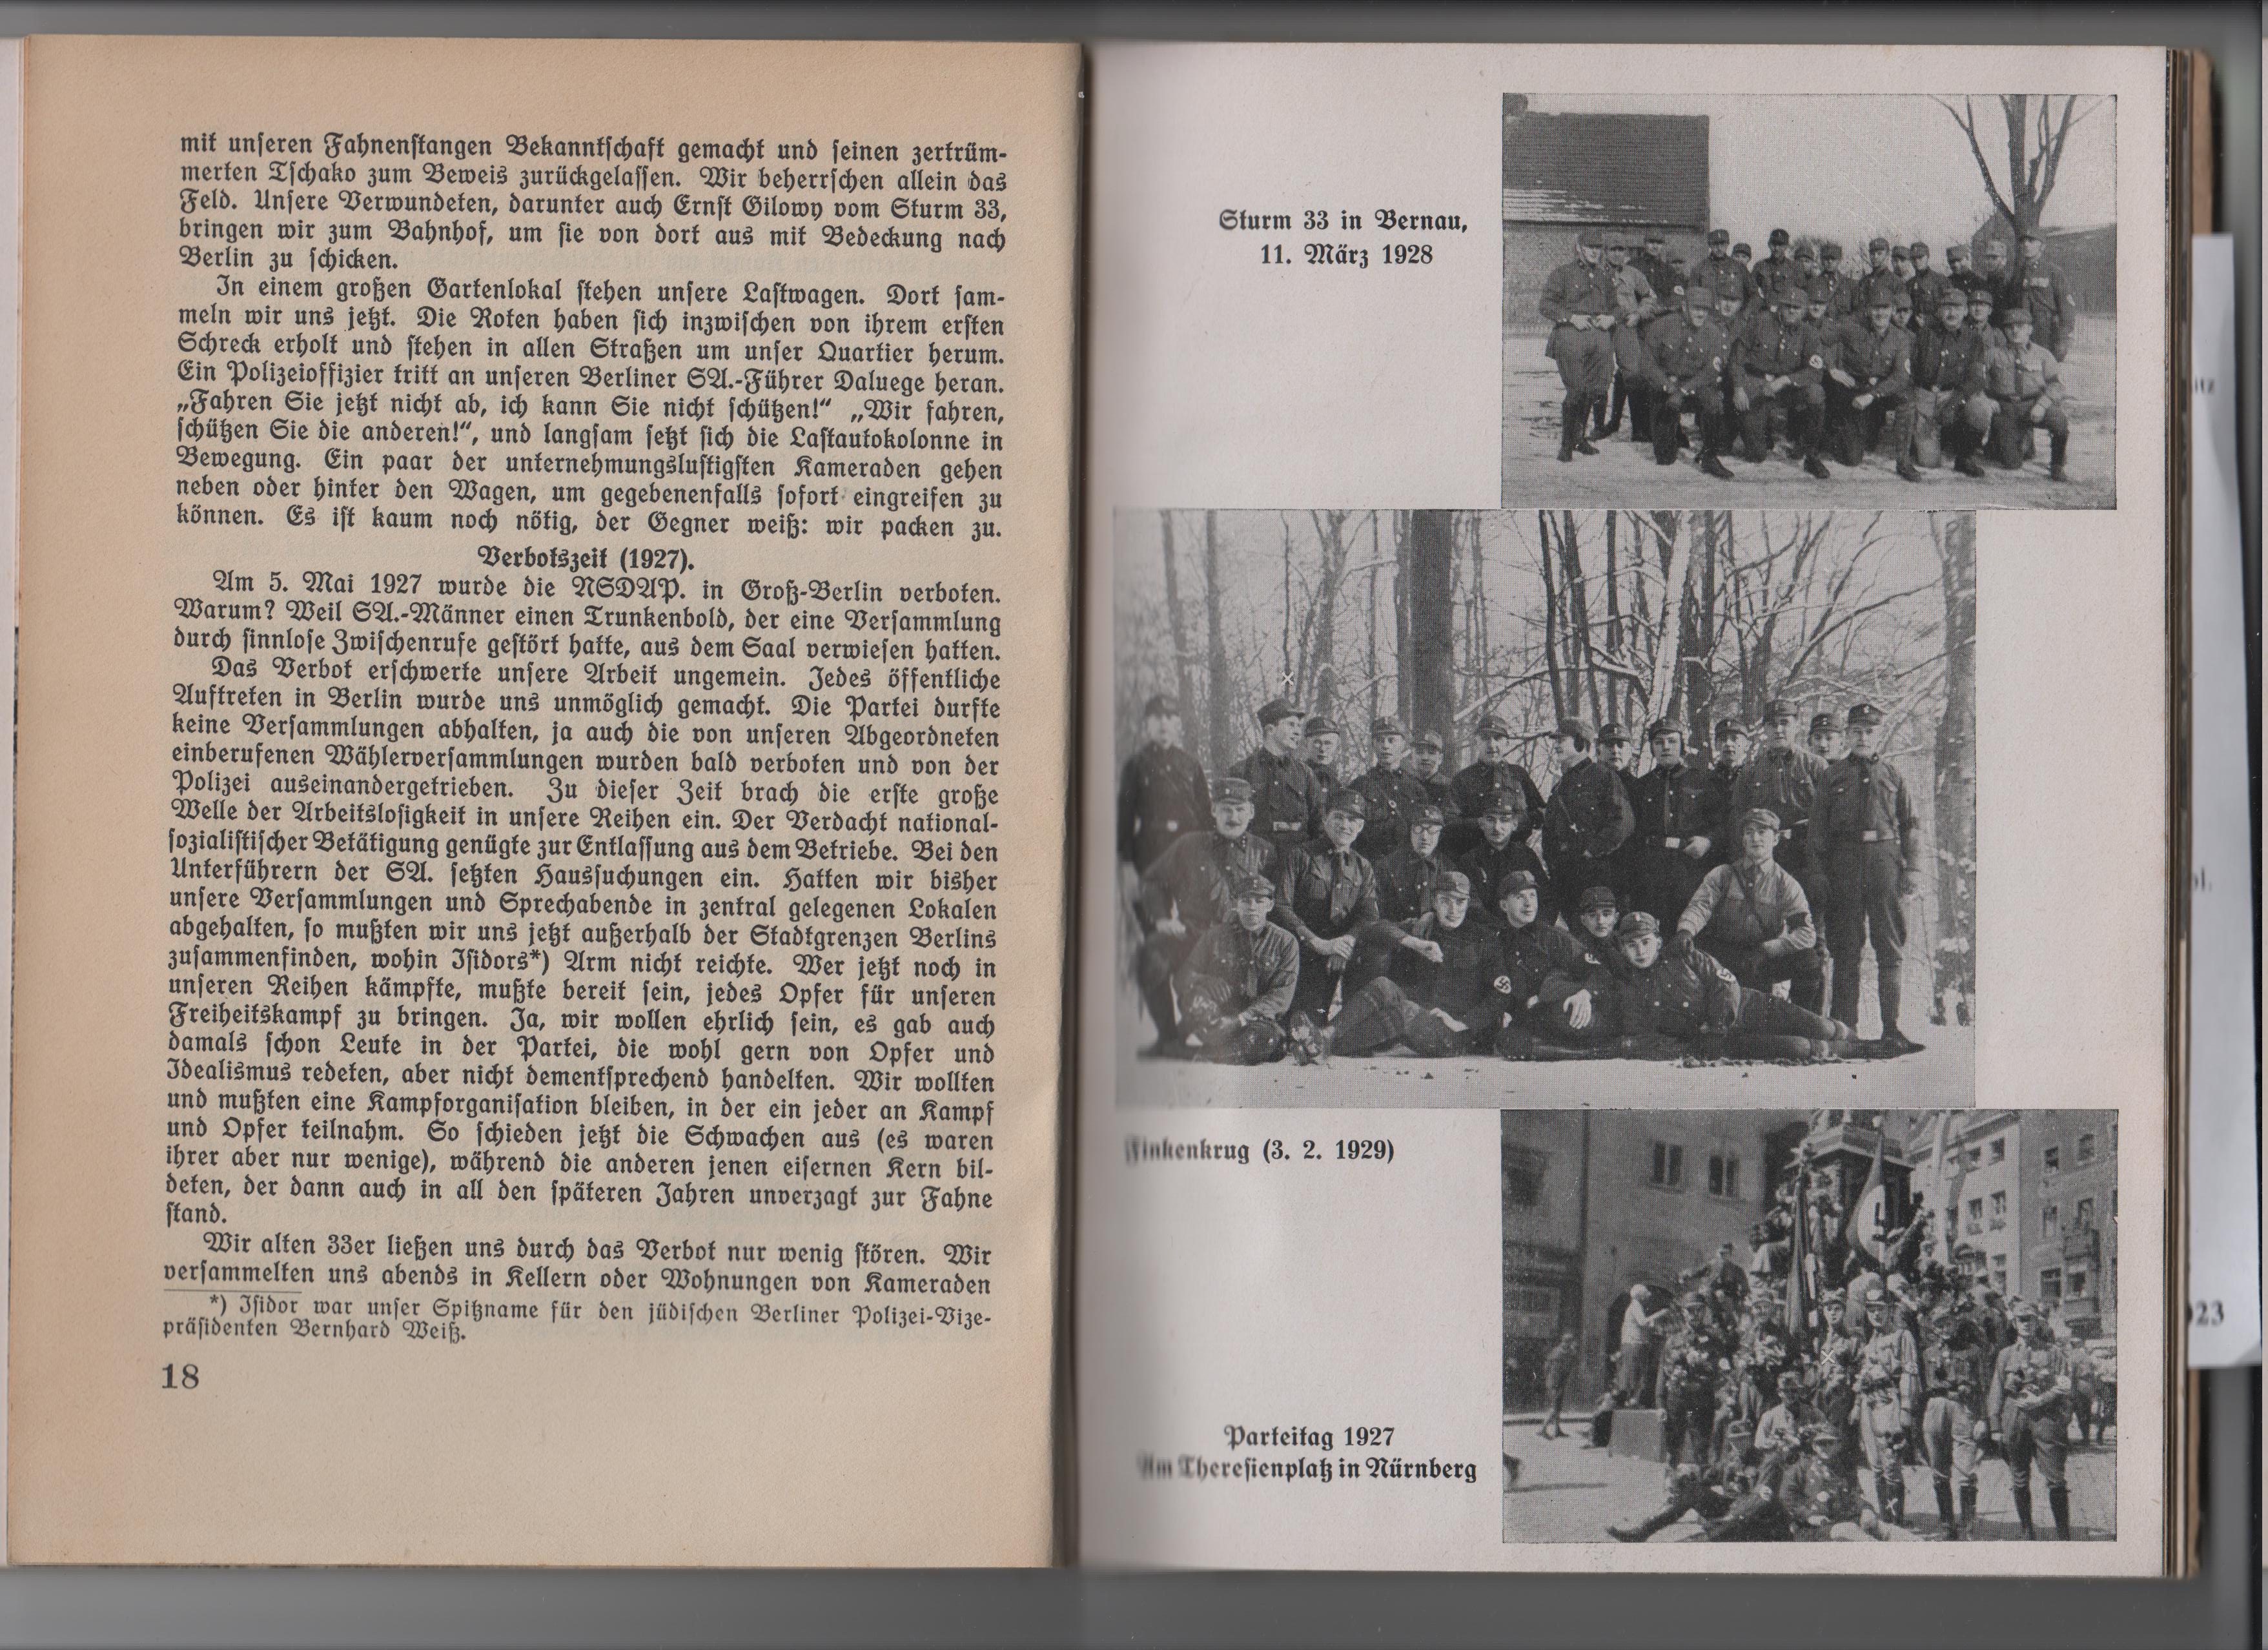 mit unseren Fahnenstangen Bekanntschaft gemacht und seinen zertrüm-
merten Tschako zum Beweis zurückgelassen. Wir beherrschen allein das
Feld. Unsere Verwundeten, darunter auch Ernst Gilowy vom Sturm 33,
bringen wir zum Bahnhof, um sie von dort aus mit Bedeckung nach
Berlin zu schicken.
In einem großen Gartenlokal stehen unsere Lastwagen. Dort sam-
meln wir uns jetzt. Die Roten haben sich inzwischen von ihrem ersten
Schreck erholt und stehen in allen Straßen um unser Quartier herum.
Ein Polizeioffizier tritt an unseren Berliner SA.-Führer Daluege heran.
„Fahren Sie jetzt nicht ab, ich kann Sie nicht schützen!“ „Wir fahren,
schützen Sie die anderen!“, und langsam setzt sich die Lastautokolonne in
Bewegung. Ein paar der unternehmungslustigsten Kameraden gehen
neben oder hinter den Wagen, um gegebenenfalls sofort eingreifen zu
können. Es ist kaum noch nötig, der Gegner weiß: wir packen zu.
Verbotszeit (1927).
Am 5. Mai 1927 wurde die NSDAP. in Groß-Berlin verboten.
Warum? Weil SA.-Männer einen Trunkenbold, der eine Versammlung
durch sinnlose Zwischenrufe gestört hatte, aus dem Saal verwiesen hatten.
Das Verbot erschwerte unsere Arbeit ungemein. Jedes öffentliche
Auftreten in Berlin wurde uns unmöglich gemacht. Die Partei durfte
keine Versammlungen abhalten, ja auch die von unseren Abgeordneten
einberufenen Wählerversammlungen wurden bald verboten und von der
Polizei auseinandergetrieben. Zu dieser Zeit brach die erste große
Welle der Arbeitslosigkeit in unsere Reihen ein. Der Verdacht national-
sozialistischer Betätigung genügte zur Entlassung aus dem Betriebe. Bei den
Unterführern der SA. setzten Haussuchungen ein. Hatten wir bisher
unsere Versammlungen und Sprechabende in zentral gelegenen Lokalen
abgehalten, so mußten wir uns jetzt außerhalb der Stadtgrenzen Berlins
zusammenfinden, wohin Isidors*) Arm nicht reichte. Wer jetzt noch in
unseren Reihen kämpfte, mußte bereit sein, jedes Opfer für unseren
Freiheitskampf zu bringen. Ja, wir wollen ehrlich sein, es gab auch
damals schon Leute in der Partei, die wohl gern von Opfer und
Idealismus redeten, aber nicht dementsprechend handelten. Wir wollten
und mußten eine Kampforganisation bleiben, in der ein jeder an Kampf
und Opfer teilnahm. So schieden jetzt die Schwachen aus (es waren
ihrer aber nur wenige), während die anderen jenen eisernen Kern bil-
deten, der dann auch in all den späteren Jahren unverzagt zur Fahne
stand.
Wir alten 33er ließen uns durch das Verbot nur wenig stören. Wir
versammelten uns abends in Kellern oder Wohnungen von Kameraden
*) Isidor war unser Spitzname für den jüdischen Berliner Polizei-Vize-
präsidenten Bernhard Weiß.
18
Sturm 33 in Bernau,
11. März 1928
Finkenkrug (3. 2. 1929)
Parteitag 1927
Am Theresienplatz in Nürnberg